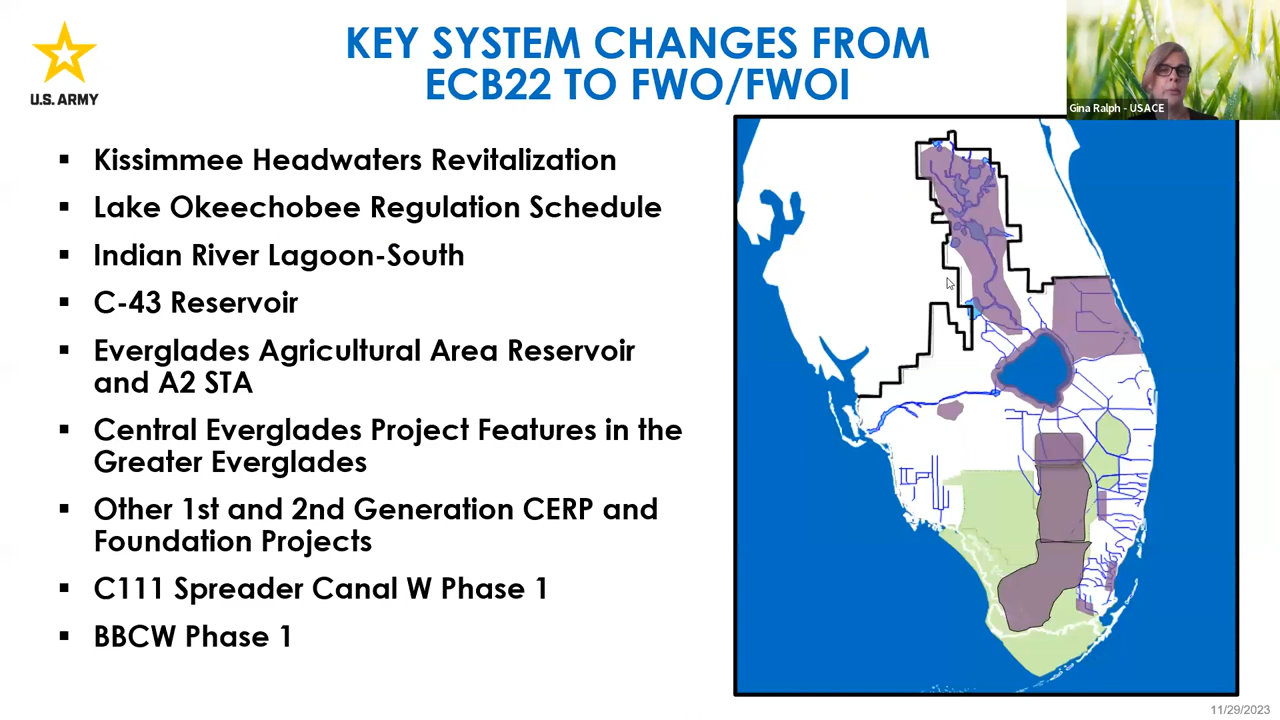 KEY SYSTEM CHANGES FROM
ECB22 TO FWO/FWOI
U.S. ARMY
Gina Ralph - USACE
▪ Kissimmee Headwaters Revitalization
▪ Lake Okeechobee Regulation Schedule
▪ Indian River Lagoon-South
▪ C-43 Reservoir
▪ Everglades Agricultural Area Reservoir
and A2 STA
▪ Central Everglades Project Features in the
Greater Everglades
▪ Other 1st and 2nd Generation CERP and
Foundation Projects
▪ C111 Spreader Canal W Phase 1
▪ BBCW Phase 1
11/29/2023